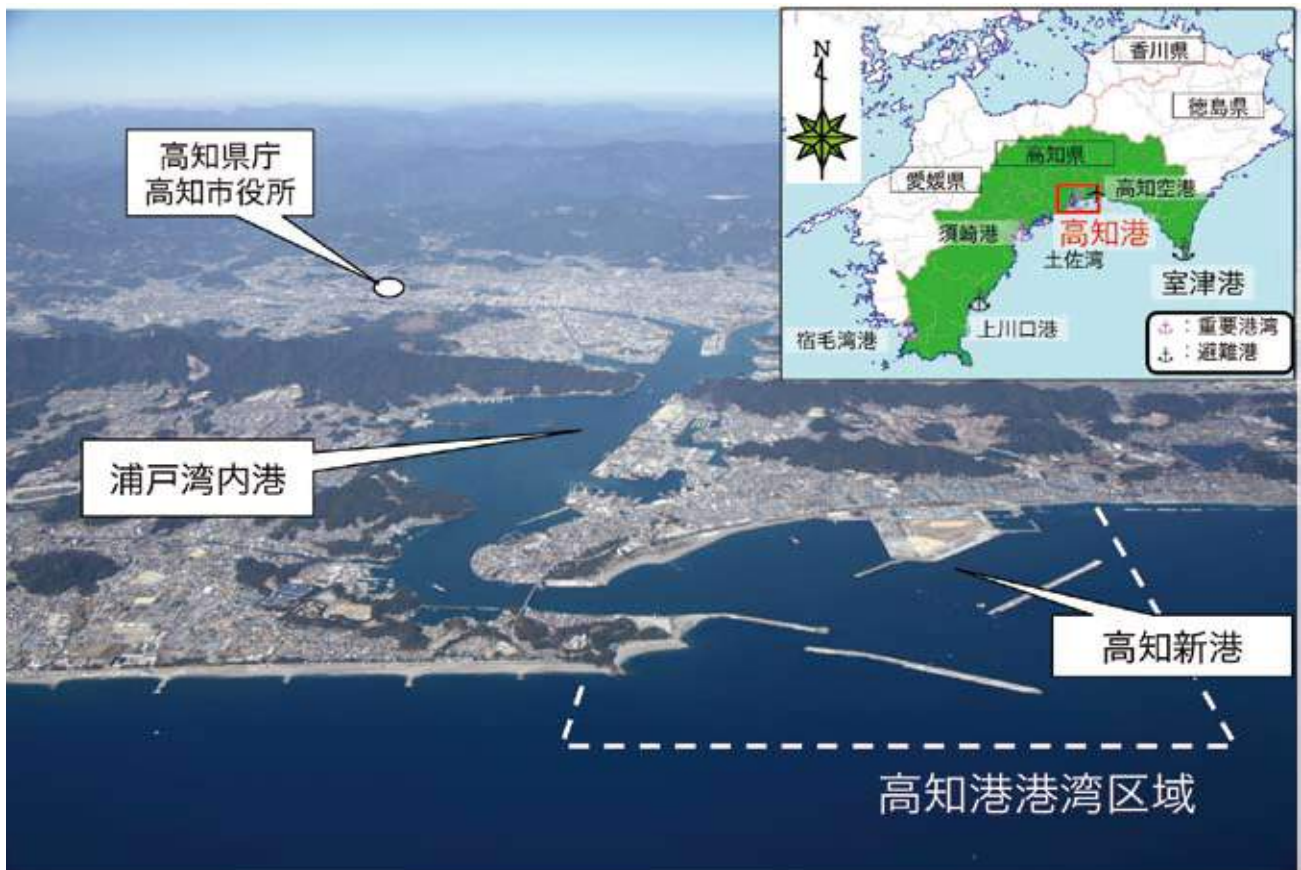 高知県庁
高知市役所
浦戸湾内港
高知新港
高知港港湾区域
N
香川県
徳島県
高知県
愛媛県
高知空港
須崎港
高知港
土佐湾
室津港
上川口港
宿毛湾港
：重要港湾
：避難港